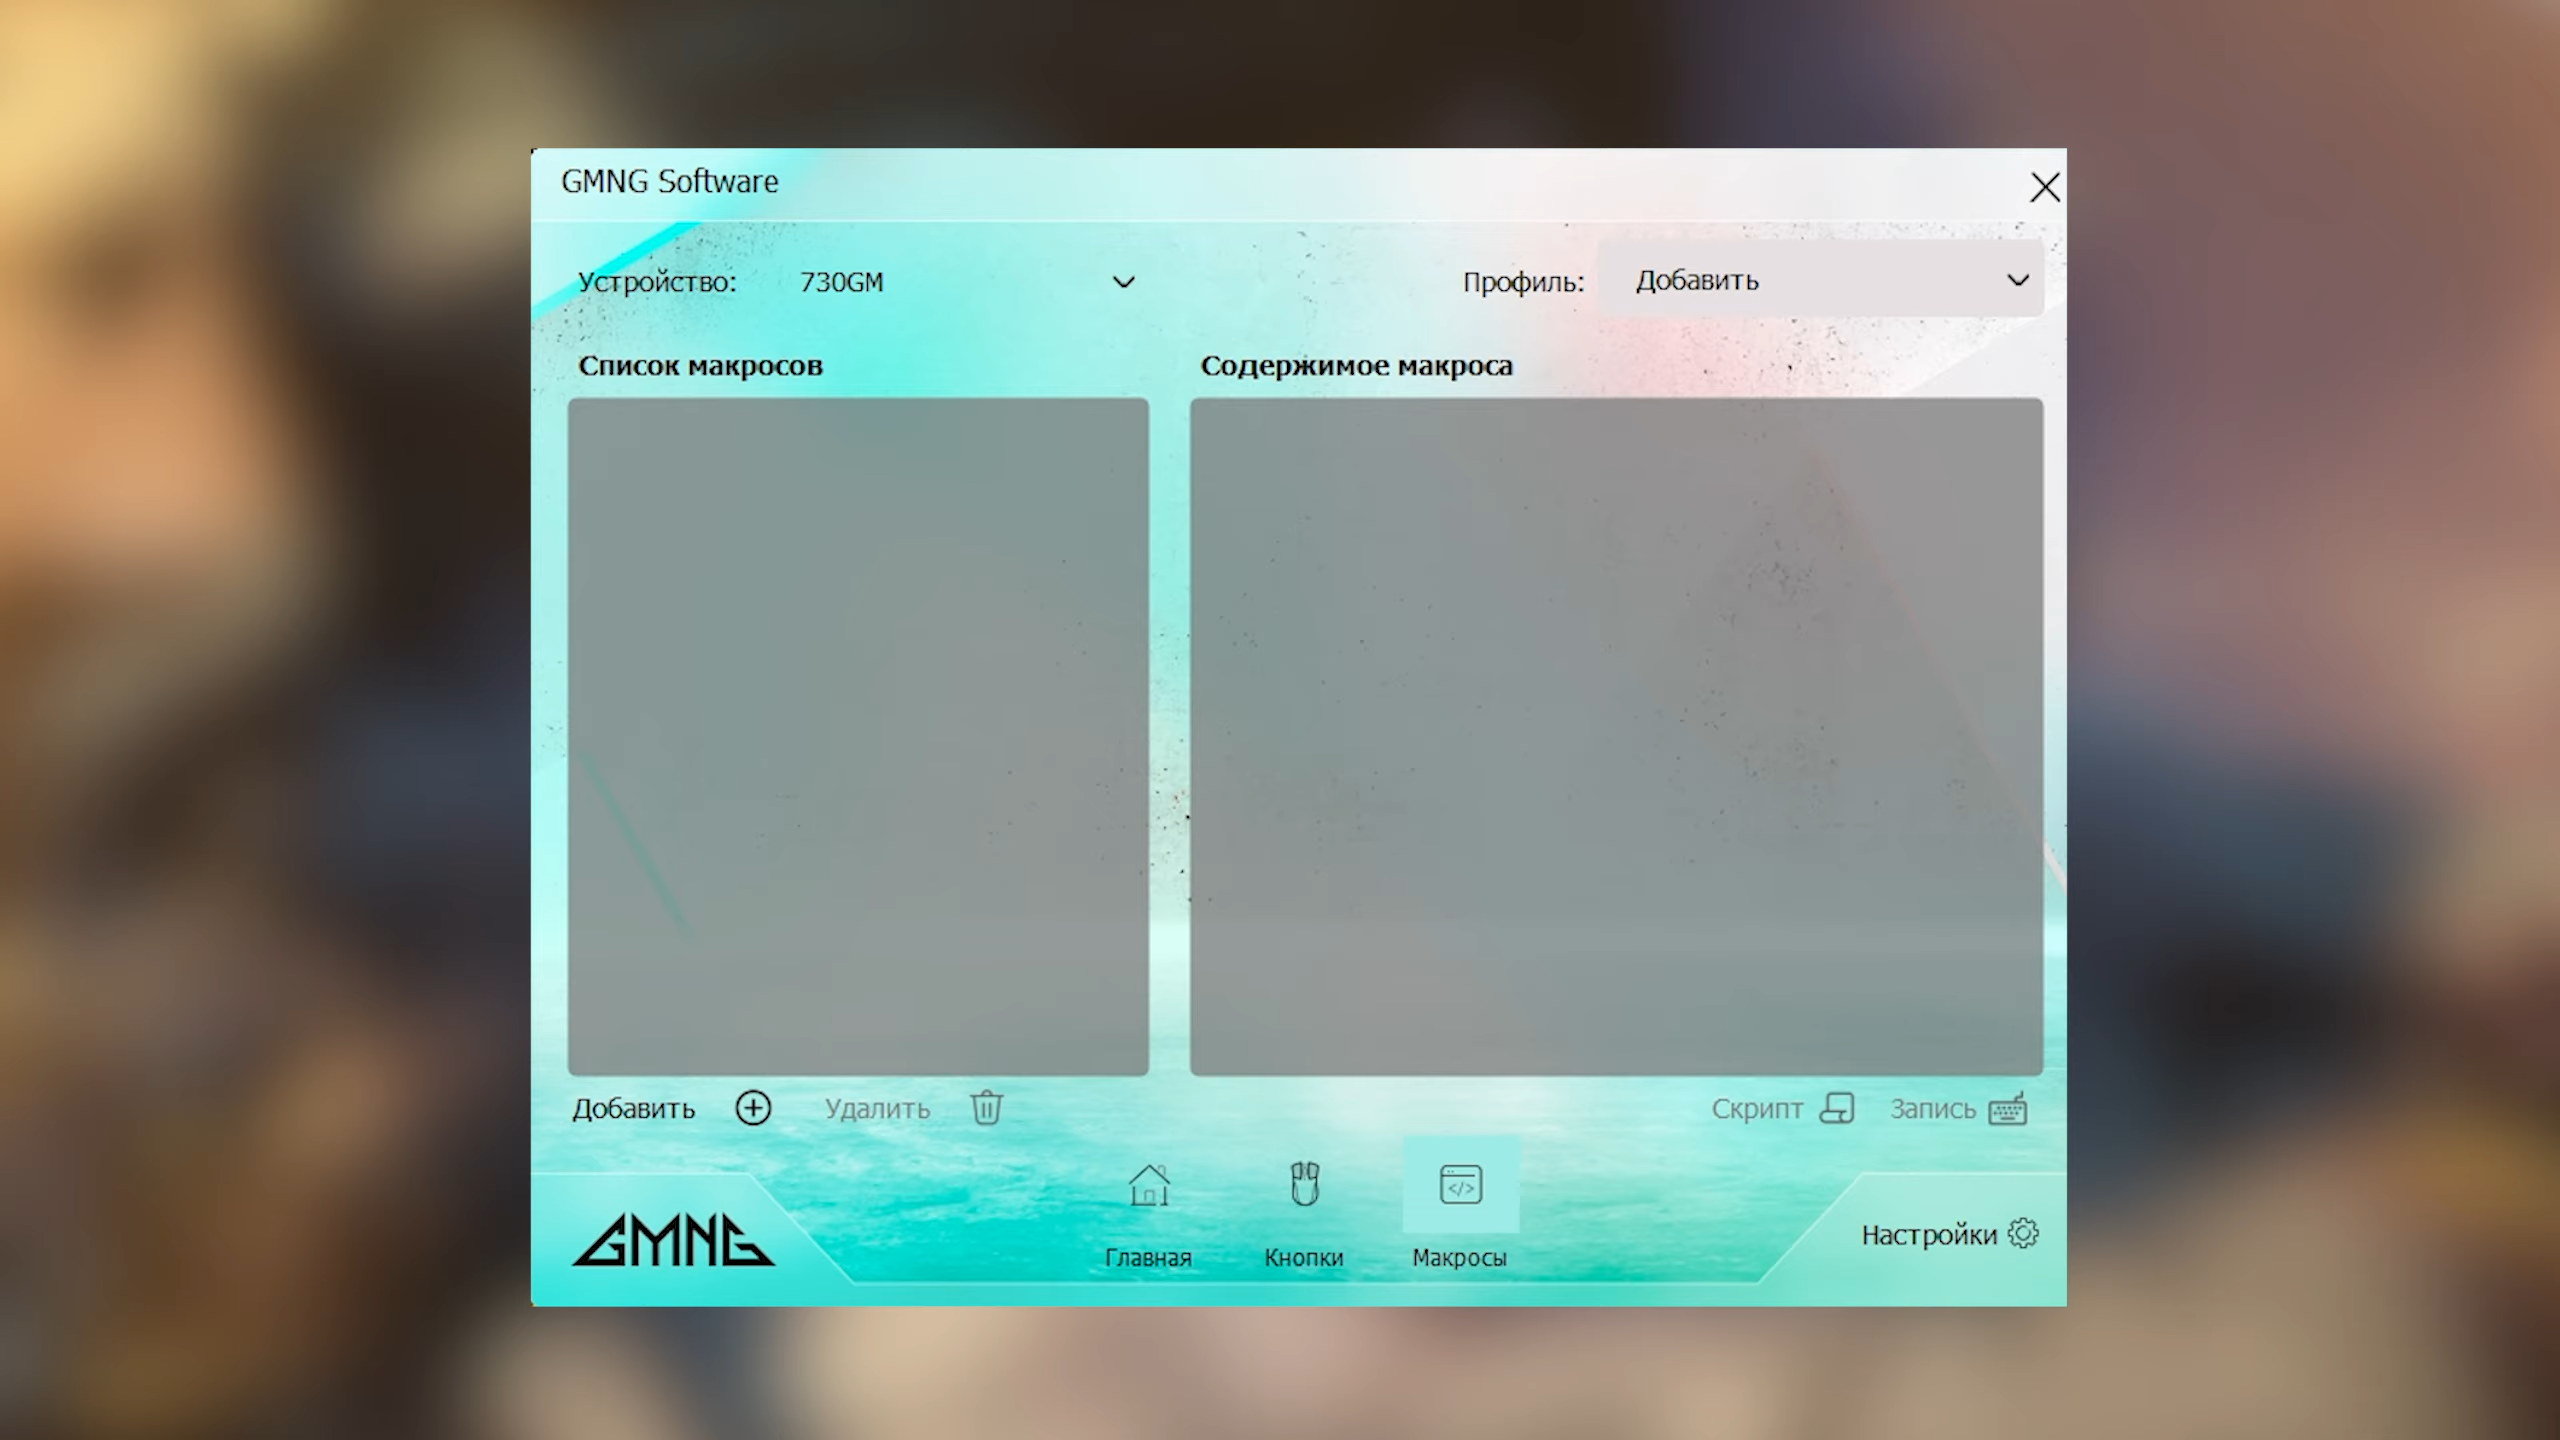 GMNG Software
Устройство: 730GM
Профиль: Добавить
Список макросов
Содержимое макроса
Добавить
Удалить
Скрипт
Запись
GMNG
Главная
Кнопки
Макросы
Настройки